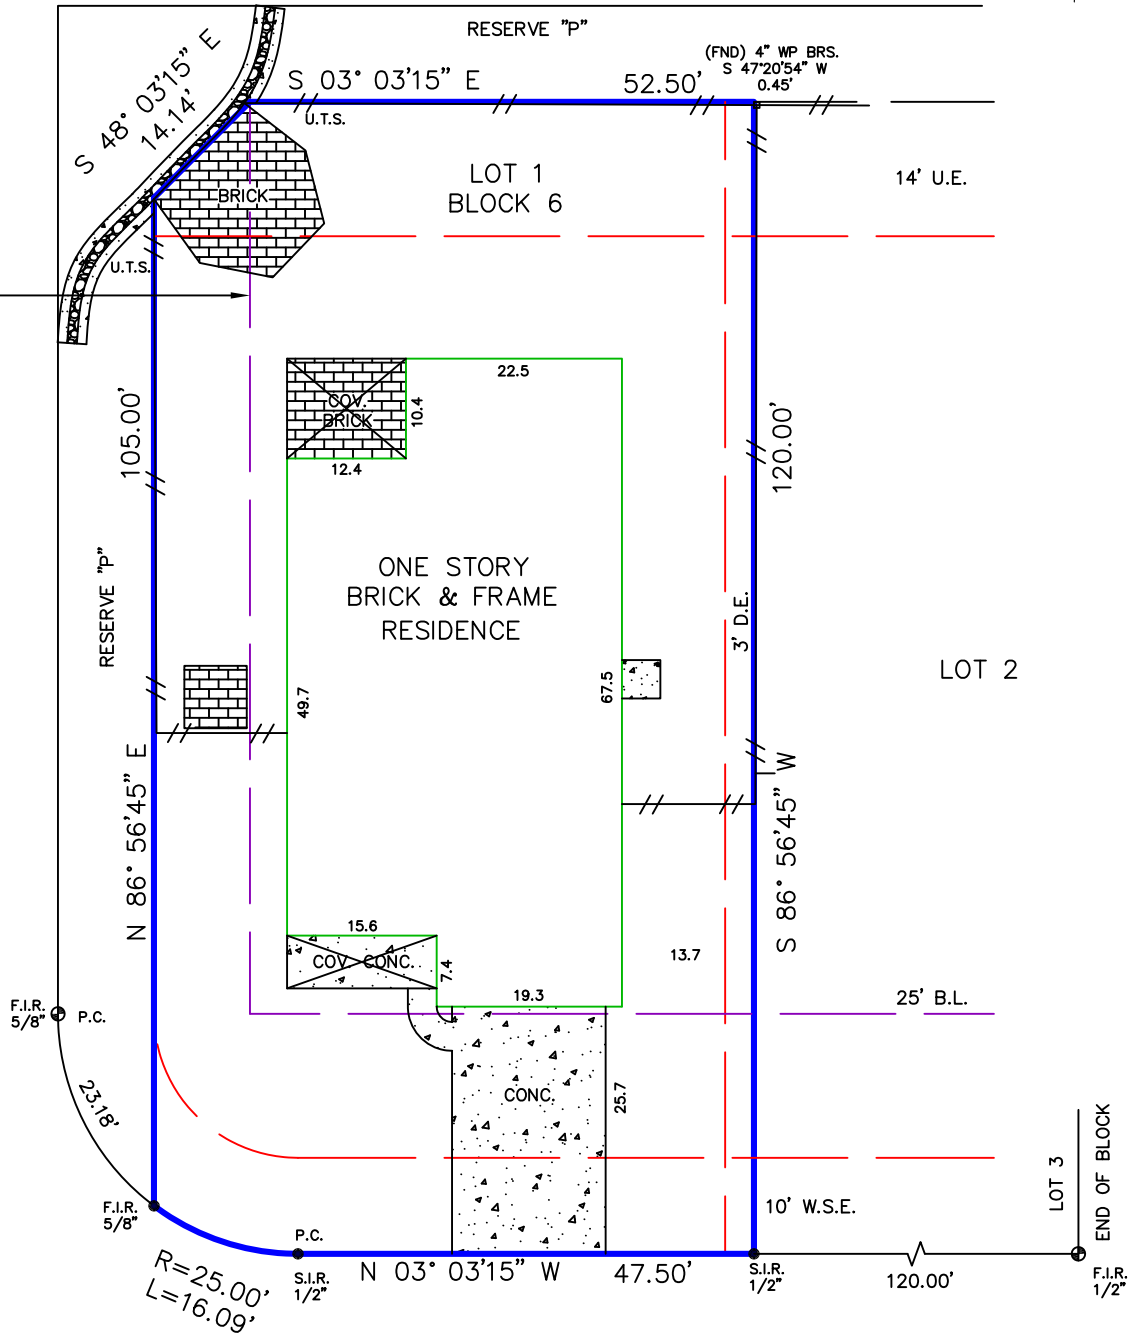 RESERVE "P"
(FND) 4" WP BRS.
S 47°20'54" W
0.45'
S 48° 03'15" E
14.14'
S 03° 03'15" E
52.50'
U.T.S.
LOT 1
BLOCK 6
14' U.E.
BRICK
U.T.S.
22.5
COV.
BRICK
10.4
12.4
105.00'
120.00'
ONE STORY
BRICK & FRAME
RESIDENCE
RESERVE "P"
3' D.E.
LOT 2
49.7
67.5
N 86° 56'45" E
S 86° 56'45" W
15.6
COV. CONC.
7.4
13.7
19.3
25' B.L.
F.I.R.
5/8"
P.C.
23.18'
CONC.
25.7
LOT 3
END OF BLOCK
F.I.R.
5/8"
10' W.S.E.
P.C.
R=25.00'
L=16.09'
S.I.R.
1/2"
N 03° 03'15" W
47.50'
S.I.R.
1/2"
120.00'
F.I.R.
1/2"